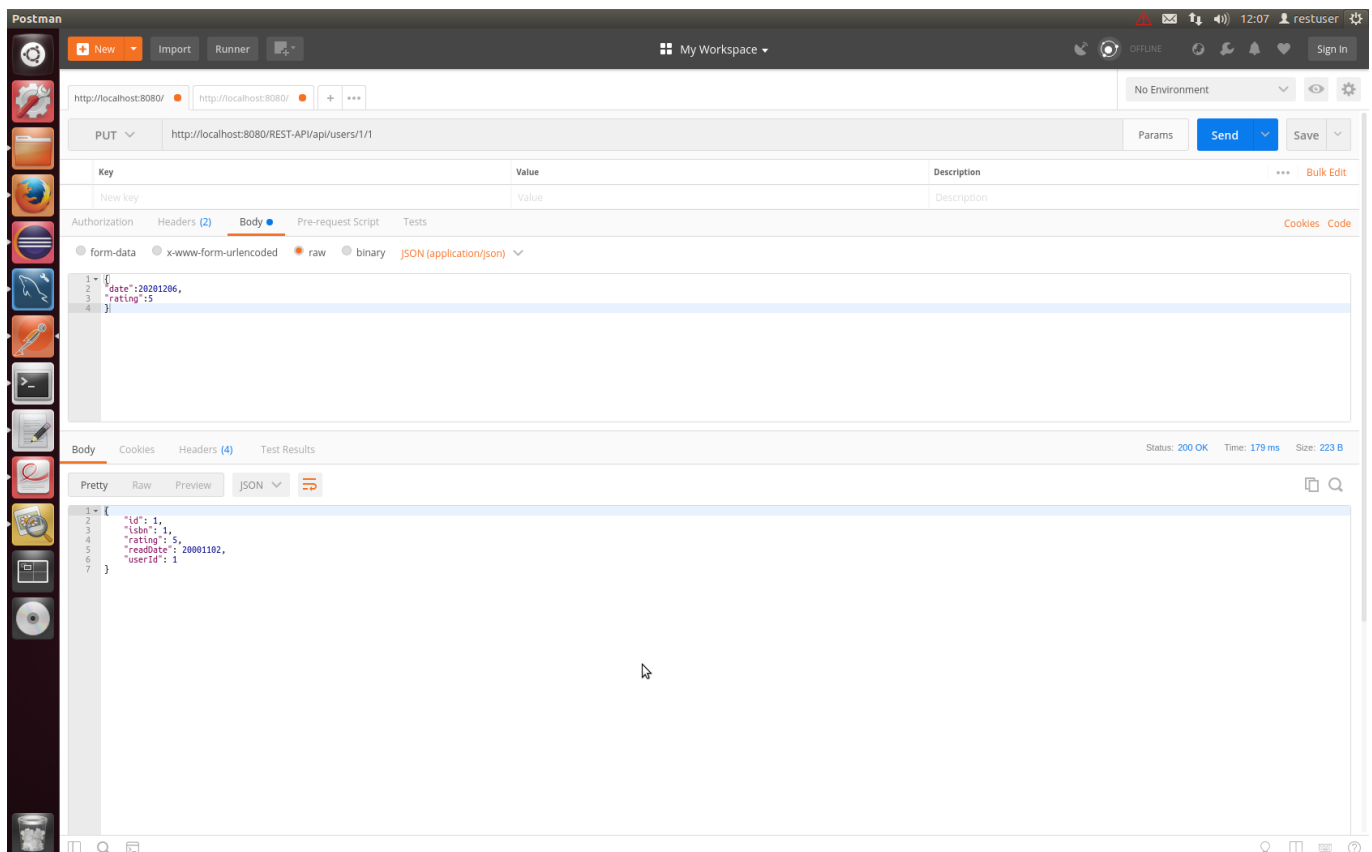 Postman
12:07 restuser
New Import Runner My Workspace OFFLINE Sign In
http://localhost:8080/ http://localhost:8080/ + ••• No Environment
PUT http://localhost:8080/REST-API/api/users/1/1 Params Send Save
Key Value Description ••• Bulk Edit
New key Value Description
Authorization Headers (2) Body Pre-request Script Tests Cookies Code
form-data x-www-form-urlencoded raw binary JSON (application/json)
1 {
2 "date":20201206,
3 "rating":5
4 }
Body Cookies Headers (4) Test Results Status: 200 OK Time: 179 ms Size: 223 B
Pretty Raw Preview JSON
1 {
2 "id": 1,
3 "isbn": 1,
4 "rating": 5,
5 "readDate": 20001102,
6 "userId": 1
7 }